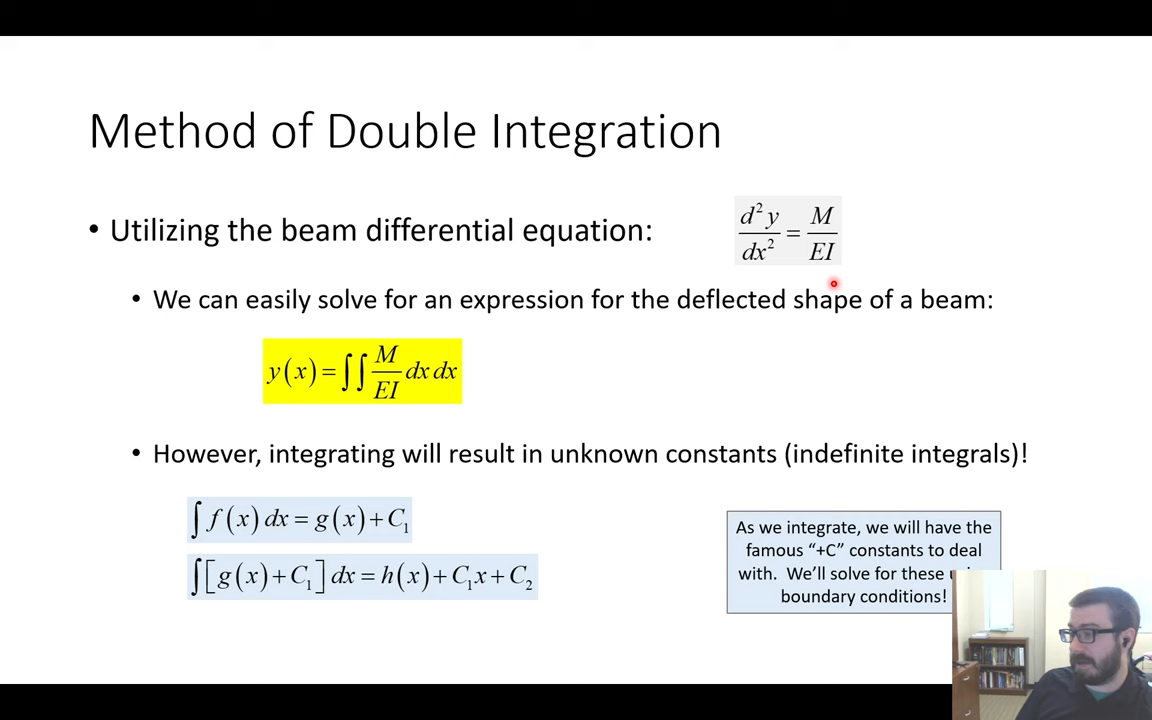 Method of Double Integration
• Utilizing the beam differential equation:
d²y/dx² = M/EI
• We can easily solve for an expression for the deflected shape of a beam:
y(x) = ∫∫ M/EI dx dx
• However, integrating will result in unknown constants (indefinite integrals)!
∫ f(x) dx = g(x) + C₁
∫[g(x) + C₁] dx = h(x) + C₁x + C₂
As we integrate, we will have the
famous “+C” constants to deal
with. We’ll solve for these
boundary conditions!